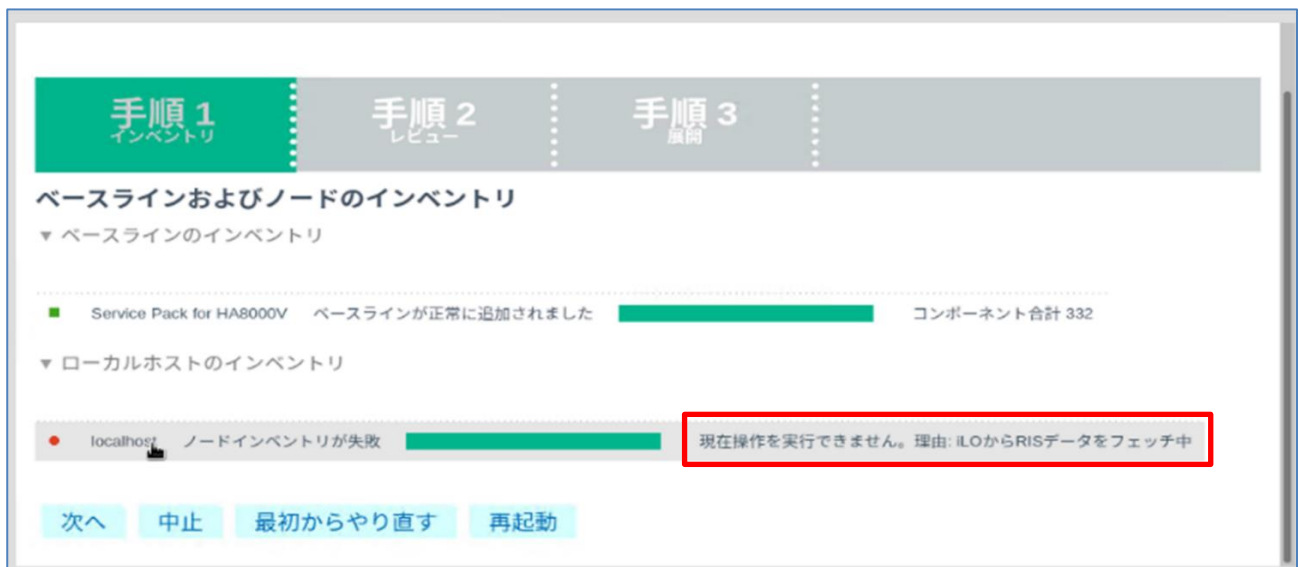 手順 1 手順 2 手順 3
インベントリ レビュー 展開
ベースラインおよびノードのインベントリ
▼ ベースラインのインベントリ
Service Pack for HA8000V ベースラインが正常に追加されました コンポーネント合計 332
▼ ローカルホストのインベントリ
localhost ノードインベントリが失敗 現在操作を実行できません。理由: iLOからRISデータをフェッチ中
次へ 中止 最初からやり直す 再起動